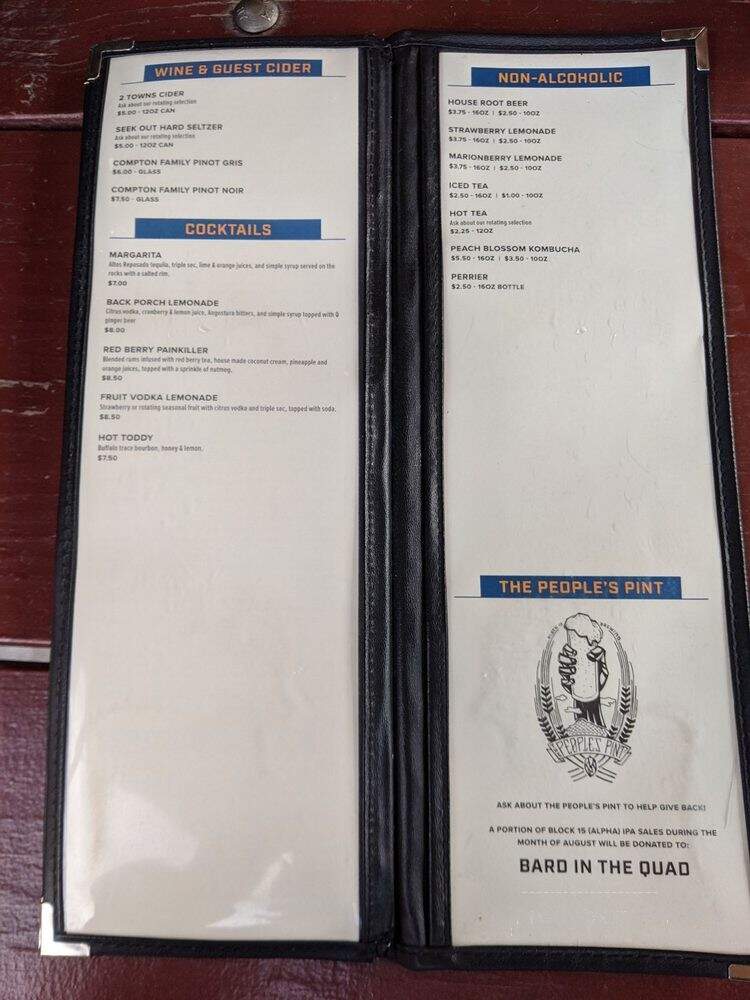 WINE & GUEST CIDER
2 TOWNS CIDER
Ask about our rotating selection
$5.00 - 12OZ CAN
SEEK OUT HARD SELTZER
Ask about our rotating selection
$5.00 - 12OZ CAN
COMPTON FAMILY PINOT GRIS
$6.00 - GLASS
COMPTON FAMILY PINOT NOIR
$7.50 - GLASS
COCKTAILS
MARGARITA
Altos Reposado tequila, triple sec, lime & orange juices, and simple syrup served on the
rocks with a salted rim.
$7.00
BACK PORCH LEMONADE
Citrus vodka, cranberry & lemon juice, Angostura bitters, and simple syrup topped with Q
ginger beer
$8.00
RED BERRY PAINKILLER
Blended rums infused with red berry tea, house made coconut cream, pineapple and
orange juices, topped with a sprinkle of nutmeg.
$8.50
FRUIT VODKA LEMONADE
Strawberry or rotating seasonal fruit with citrus vodka and triple sec, topped with soda.
$8.50
HOT TODDY
Buffalo trace bourbon, honey & lemon.
$7.50
NON-ALCOHOLIC
HOUSE ROOT BEER
$3.75 - 16OZ | $2.50 - 10OZ
STRAWBERRY LEMONADE
$3.75 - 16OZ | $2.50 - 10OZ
MARIONBERRY LEMONADE
$3.75 - 16OZ | $2.50 - 10OZ
ICED TEA
$2.50 - 16OZ | $1.00 - 10OZ
HOT TEA
Ask about our rotating selection
$2.25 - 12OZ
PEACH BLOSSOM KOMBUCHA
$5.50 - 16OZ | $3.50 - 10OZ
PERRIER
$2.50 - 16OZ BOTTLE
THE PEOPLE'S PINT
BLOCK 15 BREWING
PEOPLE'S PINT
ASK ABOUT THE PEOPLE'S PINT TO HELP GIVE BACK!
A PORTION OF BLOCK 15 (ALPHA) IPA SALES DURING THE
MONTH OF AUGUST WILL BE DONATED TO:
BARD IN THE QUAD